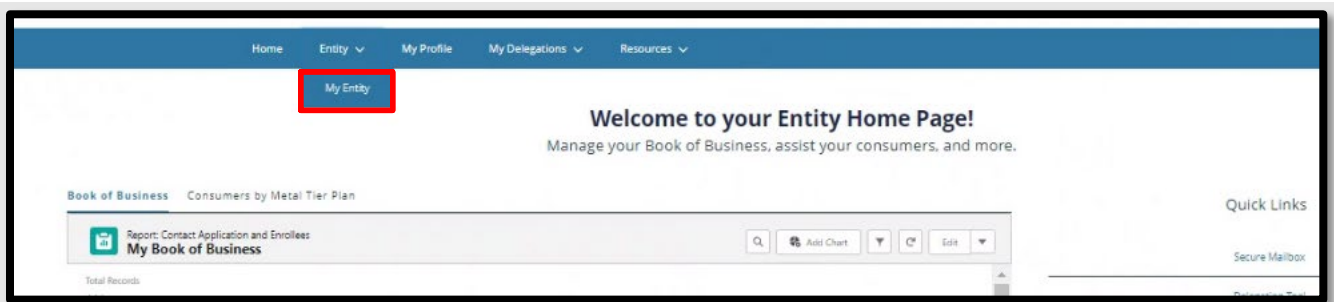 Home Entity My Profile My Delegations Resources
My Entity
Welcome to your Entity Home Page!
Manage your Book of Business, assist your consumers, and more.
Book of Business Consumers by Metal Tier Plan
Quick Links
Report: Contact Application and Enrollees
My Book of Business
Add Chart Edit
Secure Mailbox
Total Records
Delegation Tool